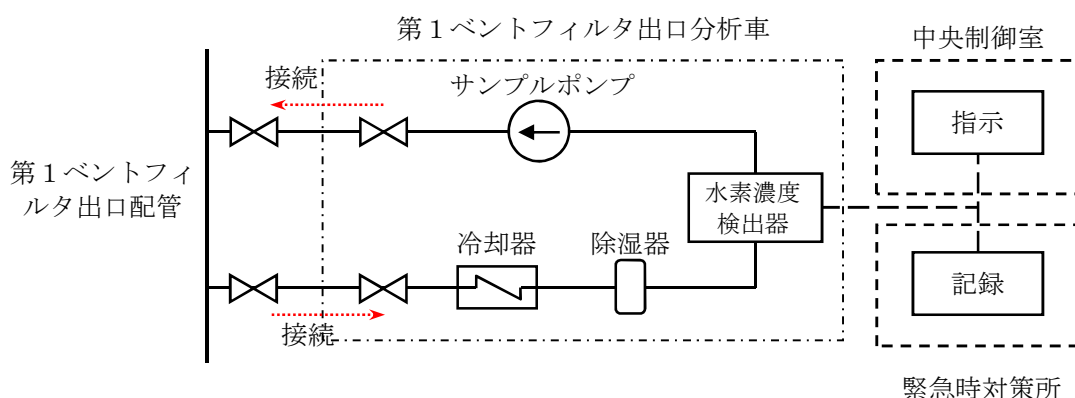 第１ベントフィルタ出口分析車
中央制御室
接続
サンプルポンプ
指示
第１ベントフィ
ルタ出口配管
水素濃度
検出器
冷却器
除湿器
記録
接続
緊急時対策所